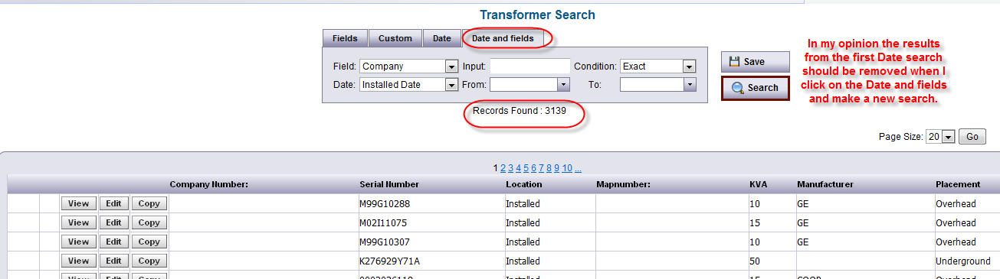 Transformer Search
Fields Custom Date Date and fields
Field: Company Input: Condition: Exact
Date: Installed Date From: To:
Save
Search
In my opinion the results
from the first Date search
should be removed when I
click on the Date and fields
and make a new search.
Records Found : 3139
Page Size: 20 Go
1 2 3 4 5 6 7 8 9 10 ...
Company Number: Serial Number Location Mapnumber: KVA Manufacturer Placement
View Edit Copy M99G10288 Installed 10 GE Overhead
View Edit Copy M02I11075 Installed 15 GE Overhead
View Edit Copy M99G10307 Installed 10 GE Overhead
View Edit Copy K276929Y71A Installed 50 Underground
View Edit Copy Installed 15 Overhead